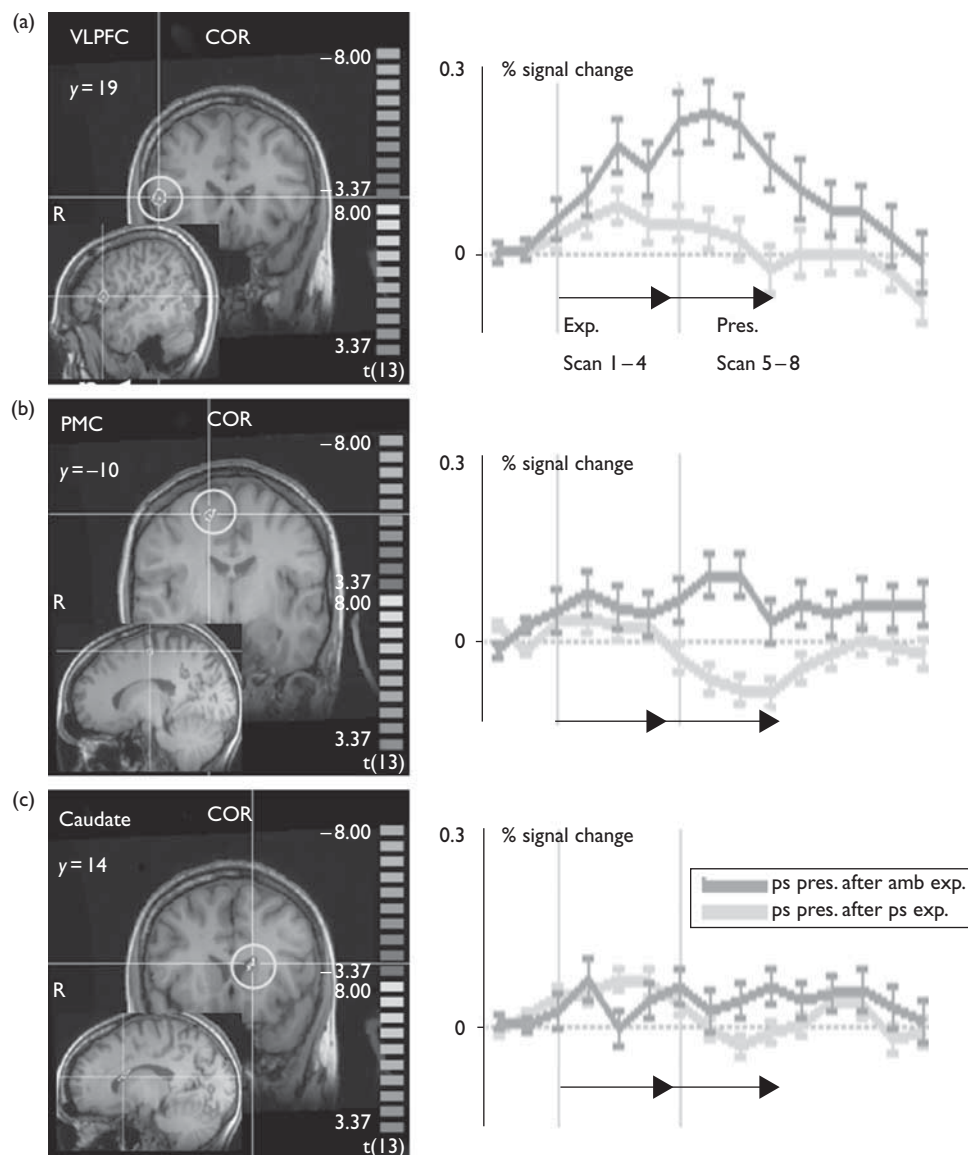 (a)
VLPFC COR
y = 19
−8.00
−3.37
8.00
R
3.37
t(13)
0.3 % signal change
0
Exp. Pres.
Scan 1–4 Scan 5–8
(b)
PMC COR
y = −10
−8.00
3.37
8.00
R
3.37
t(13)
0.3 % signal change
0
(c)
Caudate COR
y = 14
−8.00
−3.37
8.00
R
3.37
t(13)
0.3 % signal change
ps pres. after amb exp.
ps pres. after ps exp.
0